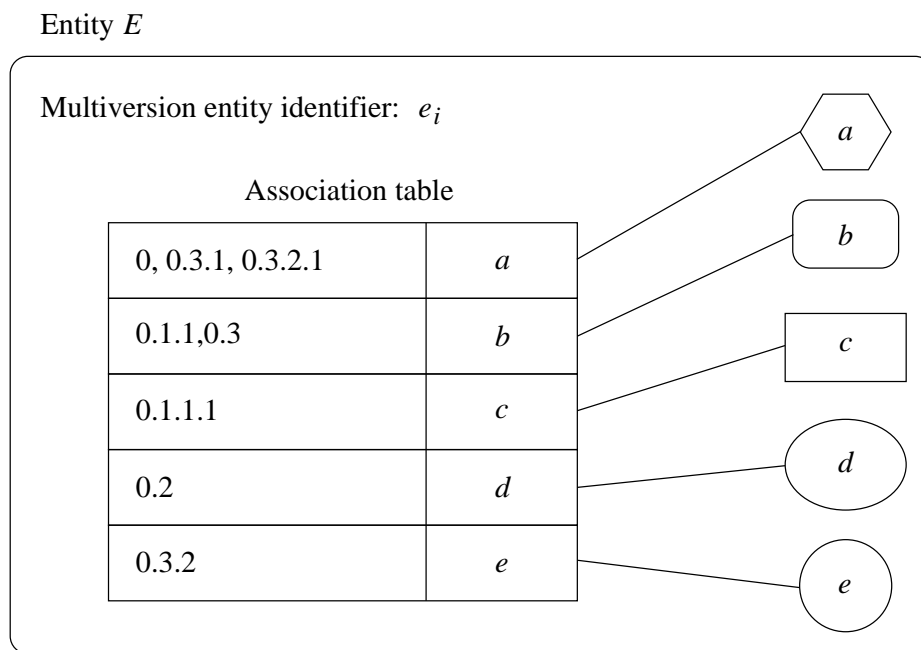 Entity E
Multiversion entity identifier: e_i
a
Association table
b
0, 0.3.1, 0.3.2.1 a
0.1.1,0.3 b
c
0.1.1.1 c
d
0.2 d
0.3.2 e
e